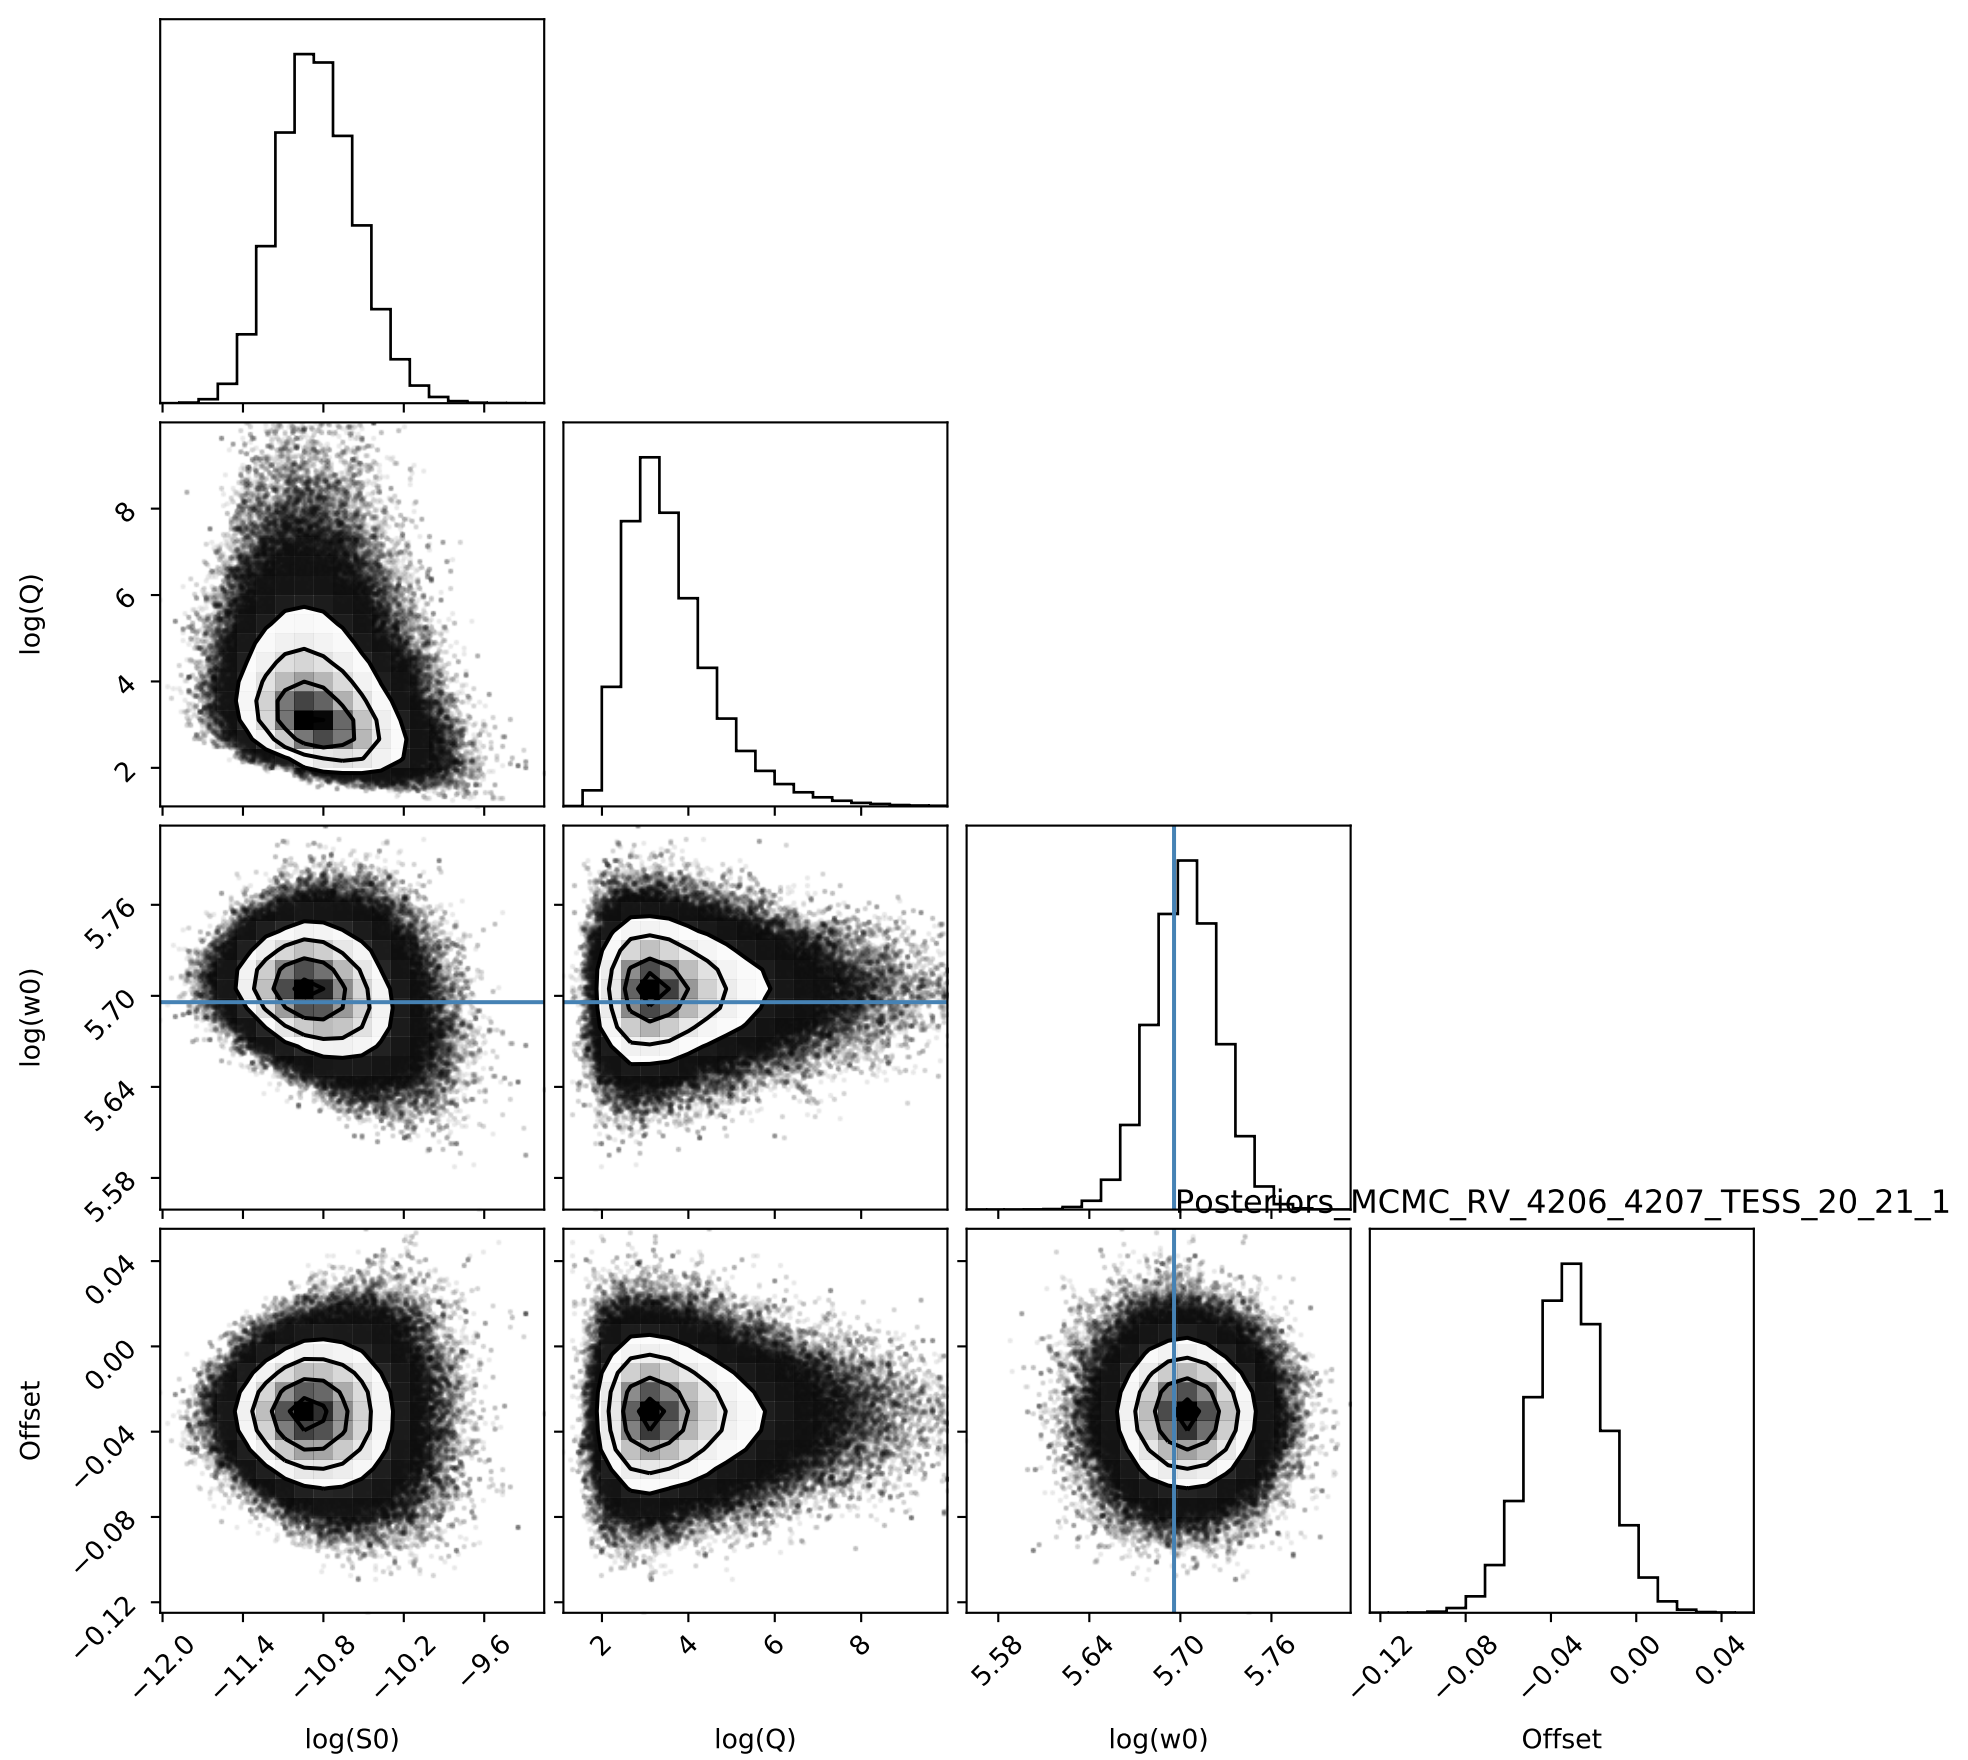 log(Q)
8
6
4
2
log(w0)
5.76
5.70
5.64
5.58
Posteriors_MCMC_RV_4206_4207_TESS_20_21_1
Offset
0.04
0.00
−0.04
−0.08
−0.12
−12.0 −11.4 −10.8 −10.2 −9.6
2 4 6 8
5.58 5.64 5.70 5.76
−0.12 −0.08 −0.04 0.00 0.04
log(S0) log(Q) log(w0) Offset